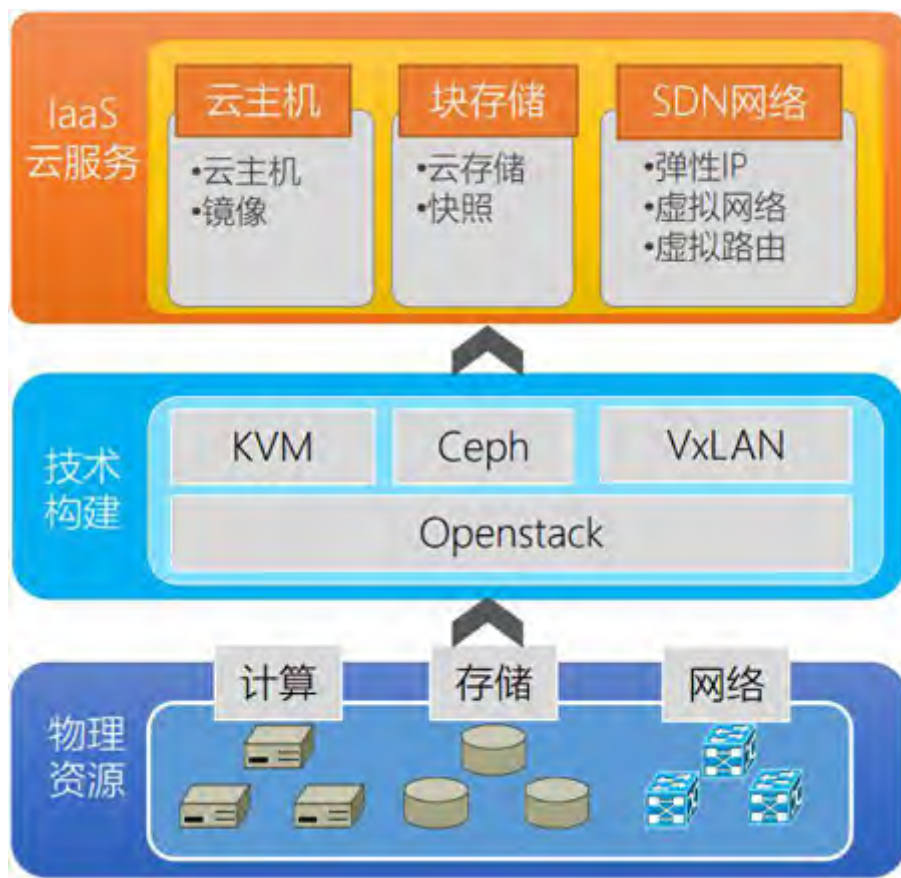 IaaS
云服务
云主机
•云主机
•镜像
块存储
•云存储
•快照
SDN网络
•弹性IP
•虚拟网络
•虚拟路由
技术
构建
KVM
Ceph
VxLAN
Openstack
物理
资源
计算
存储
网络